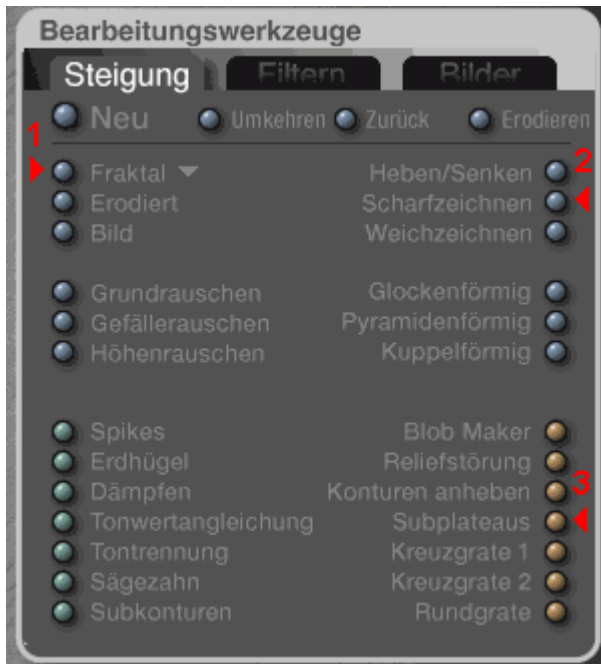 Bearbeitungswerkzeuge
Steigung Filtern Bilder
Neu Umkehren Zurück Erodieren
1
Fraktal Heben/Senken 2
Erodiert Scharfzeichnen
Bild Weichzeichnen
Grundrauschen Glockenförmig
Gefällerauschen Pyramidenförmig
Höhenrauschen Kuppelförmig
Spikes Blob Maker
Erdhügel Reliefstörung
Dämpfen Konturen anheben 3
Tonwertangleichung Subplateaus
Tontrennung Kreuzgrate 1
Sägezahn Kreuzgrate 2
Subkonturen Rundgrate